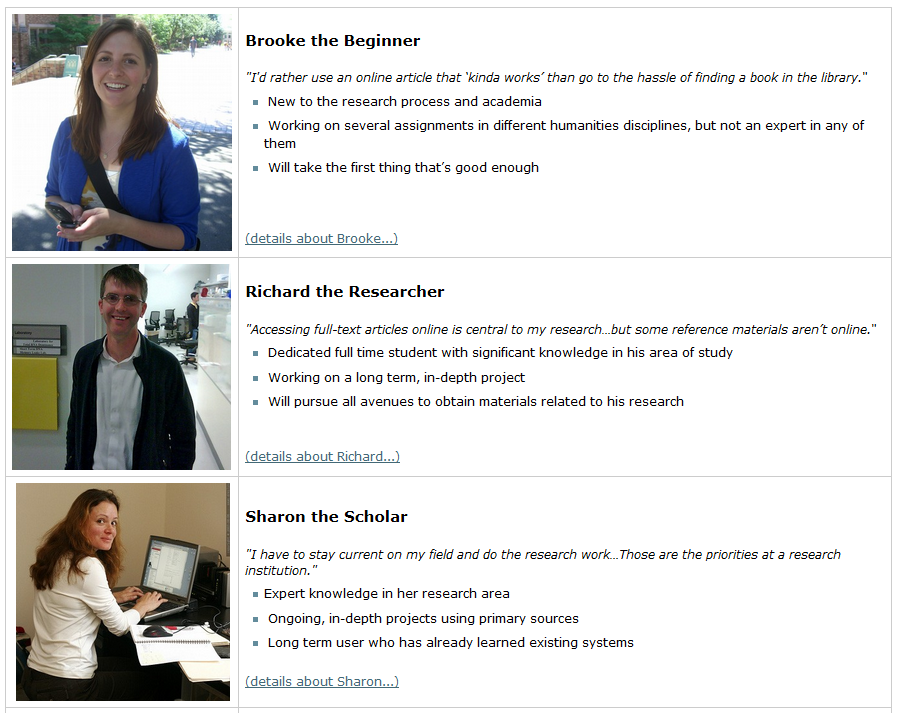 Brooke the Beginner
"I'd rather use an online article that ‘kinda works’ than go to the hassle of finding a book in the library."
New to the research process and academia
Working on several assignments in different humanities disciplines, but not an expert in any of
them
Will take the first thing that’s good enough
(details about Brooke...)
Richard the Researcher
"Accessing full-text articles online is central to my research…but some reference materials aren’t online."
Dedicated full time student with significant knowledge in his area of study
Working on a long term, in-depth project
Will pursue all avenues to obtain materials related to his research
(details about Richard...)
Sharon the Scholar
"I have to stay current on my field and do the research work…Those are the priorities at a research
institution."
Expert knowledge in her research area
Ongoing, in-depth projects using primary sources
Long term user who has already learned existing systems
(details about Sharon...)